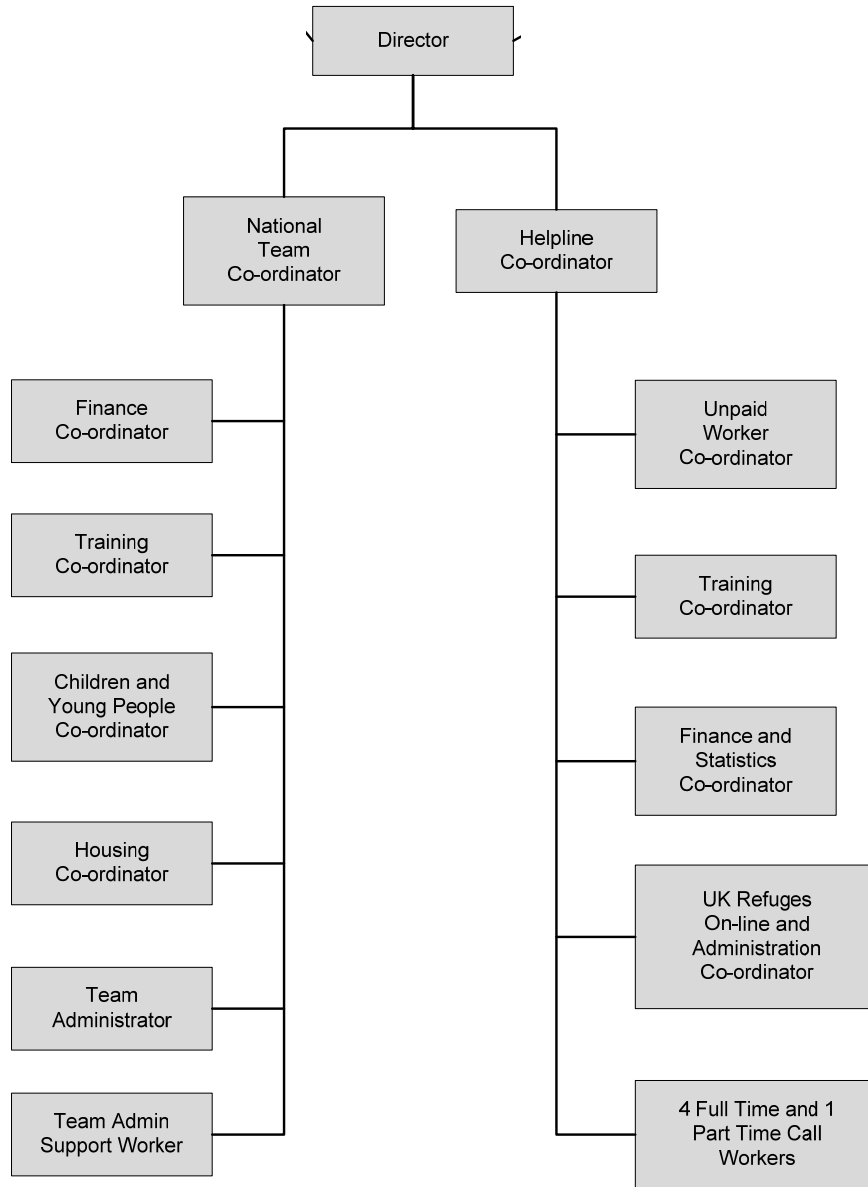 Director
National
Team
Co-ordinator
Helpline
Co-ordinator
Finance
Co-ordinator
Training
Co-ordinator
Children and
Young People
Co-ordinator
Housing
Co-ordinator
Team
Administrator
Team Admin
Support Worker
Unpaid
Worker
Co-ordinator
Training
Co-ordinator
Finance and
Statistics
Co-ordinator
UK Refuges
On-line and
Administration
Co-ordinator
4 Full Time and 1
Part Time Call
Workers